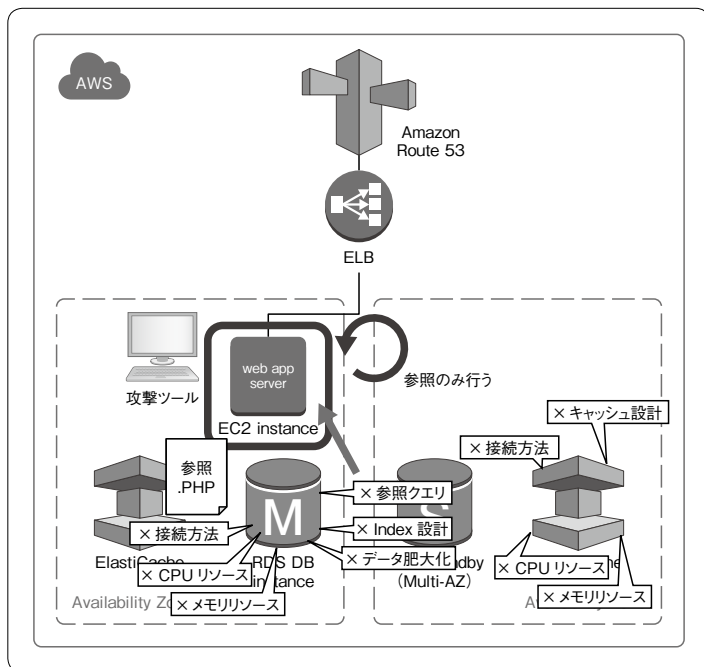 AWS
Amazon
Route 53
ELB
web app
server
EC2 instance
攻撃ツール
参照のみ行う
参照
.PHP
× キャッシュ設計
× 接続方法
M
× 参照クエリ
× 接続方法
× Index 設計
× データ肥大化
RDS DB
instance
(Multi-AZ)
× CPU リソース
× メモリリソース
× CPU リソース
× メモリリソース
Availability